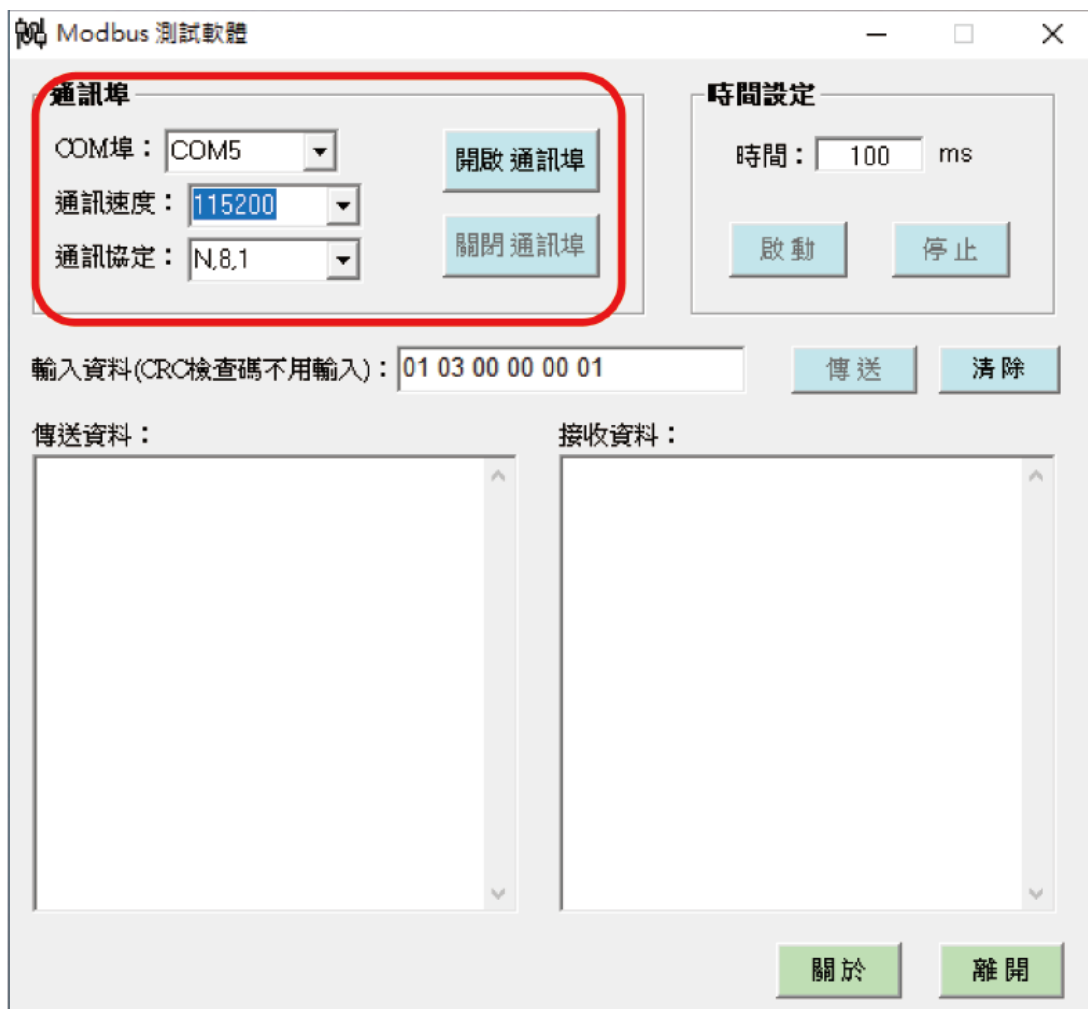 Modbus 測試軟體
通訊埠
COM埠： COM5
開啟 通訊埠
通訊速度： 115200
通訊協定： N,8,1
關閉 通訊埠
時間設定
時間： 100 ms
啟動 停止
輸入資料(CRC檢查碼不用輸入)： 01 03 00 00 00 01 傳送 清除
傳送資料：
接收資料：
關於 離開